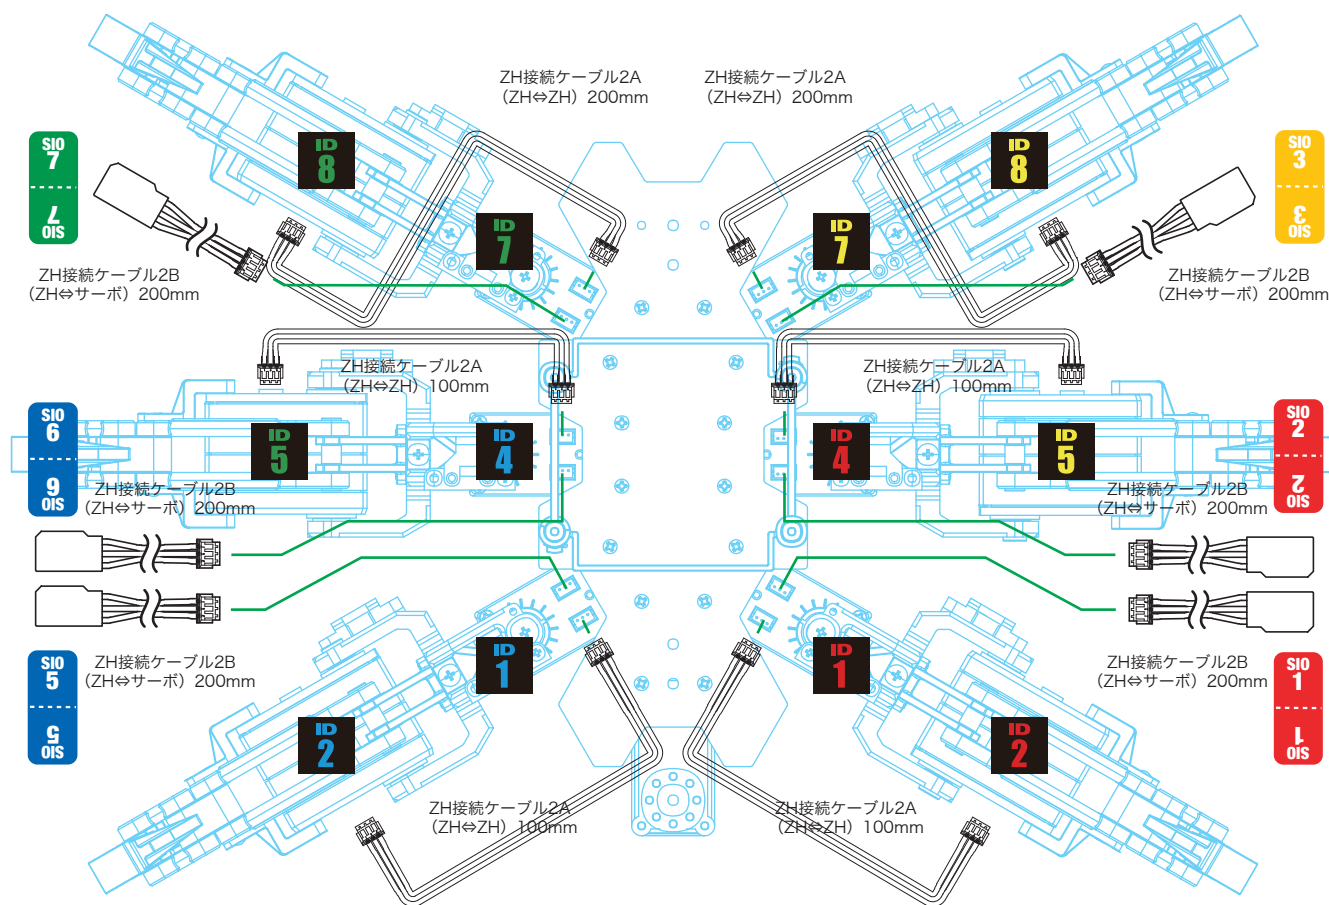 ZH接続ケーブル2A
（ZH⇔ZH）200mm
ZH接続ケーブル2A
（ZH⇔ZH）200mm
SIO
7
SIO
7
ID
8
ID
8
SIO
3
SIO
3
ID
7
ID
7
ZH接続ケーブル2B
（ZH⇔サーボ）200mm
ZH接続ケーブル2B
（ZH⇔サーボ）200mm
ZH接続ケーブル2A
（ZH⇔ZH）100mm
ZH接続ケーブル2A
（ZH⇔ZH）100mm
SIO
6
SIO
6
ID
5
ID
4
ID
4
ID
5
SIO
2
SIO
2
ZH接続ケーブル2B
（ZH⇔サーボ）200mm
ZH接続ケーブル2B
（ZH⇔サーボ）200mm
SIO
5
SIO
5
ZH接続ケーブル2B
（ZH⇔サーボ）200mm
ID
1
ID
1
ZH接続ケーブル2B
（ZH⇔サーボ）200mm
SIO
1
SIO
1
ID
2
ID
2
ZH接続ケーブル2A
（ZH⇔ZH）100mm
ZH接続ケーブル2A
（ZH⇔ZH）100mm